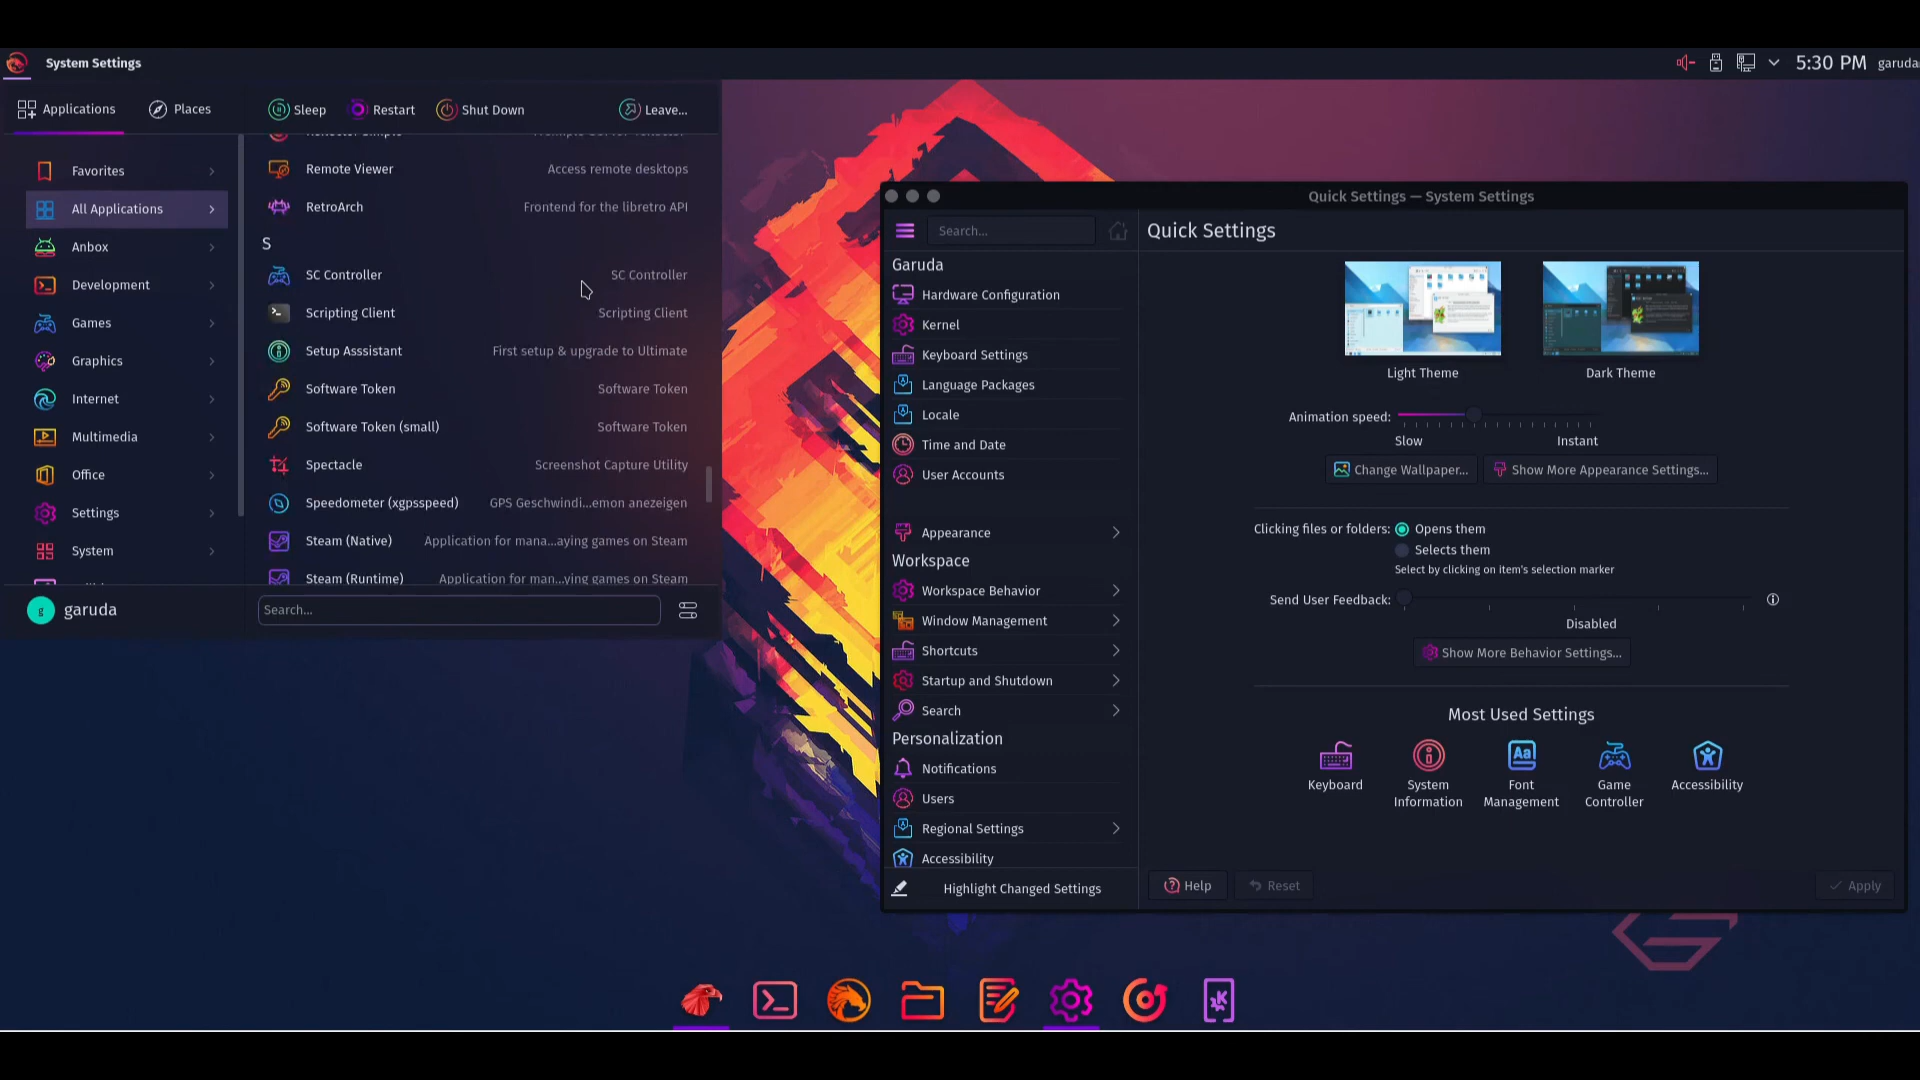 System Settings
5:30 PM
garuda
Applications
Places
Sleep
Restart
Shut Down
Leave...
Favorites
All Applications
Anbox
Development
Games
Graphics
Internet
Multimedia
Office
Settings
System
Remote Viewer Access remote desktops
RetroArch Frontend for the libretro API
S
SC Controller SC Controller
Scripting Client Scripting Client
Setup Asssistant First setup & upgrade to Ultimate
Software Token Software Token
Software Token (small) Software Token
Spectacle Screenshot Capture Utility
Speedometer (xgpsspeed) GPS Geschwindi...emon anezeigen
Steam (Native) Application for mana...aying games on Steam
Steam (Runtime) Application for man...ying games on Steam
g
garuda
Search...
Quick Settings — System Settings
Search...
Garuda
Hardware Configuration
Kernel
Keyboard Settings
Language Packages
Locale
Time and Date
User Accounts
Appearance
Workspace
Workspace Behavior
Window Management
Shortcuts
Startup and Shutdown
Search
Personalization
Notifications
Users
Regional Settings
Accessibility
Highlight Changed Settings
Quick Settings
Light Theme
Dark Theme
Animation speed:
Slow
Instant
Change Wallpaper...
Show More Appearance Settings...
Clicking files or folders:
Opens them
Selects them
Select by clicking on item's selection marker
Send User Feedback:
Disabled
Show More Behavior Settings...
Most Used Settings
Keyboard
System
Information
Font
Management
Game
Controller
Accessibility
Help
Reset
Apply